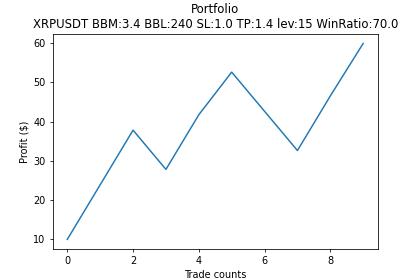 Portfolio
XRPUSDT BBM:3.4 BBL:240 SL:1.0 TP:1.4 lev:15 WinRatio:70.0
60
50
40
30
20
10
Profit ($)
0 2 4 6 8
Trade counts